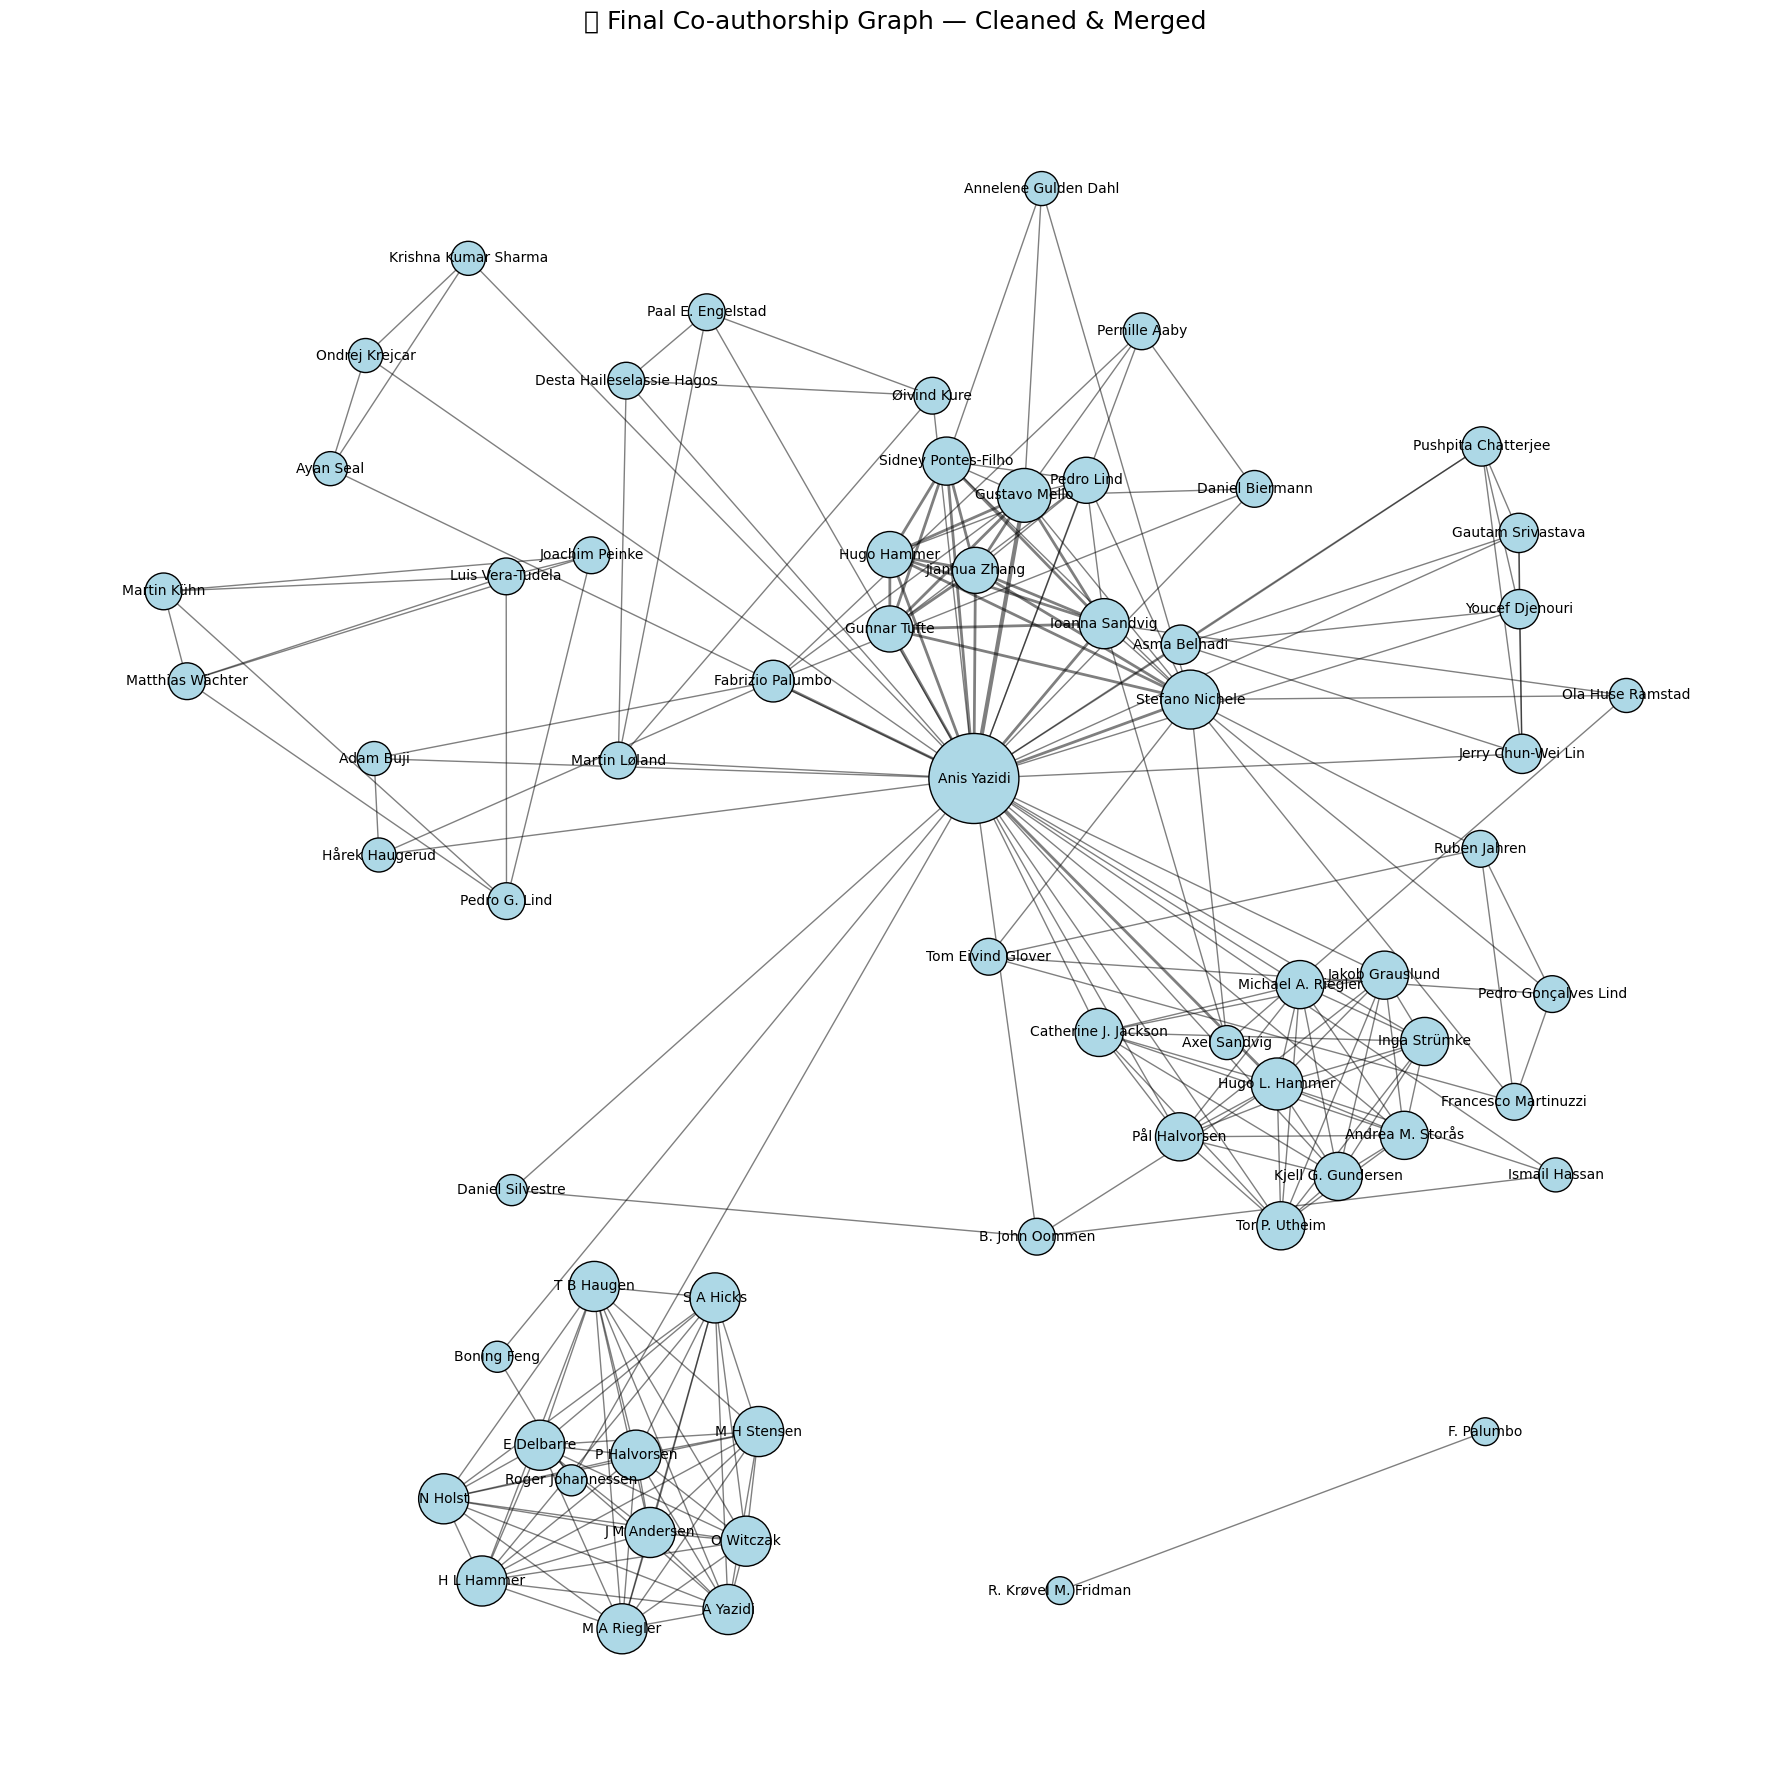 Final Co-authorship Graph — Cleaned & Merged
Annelene Gulden Dahl
Krishna Kumar Sharma
Paal E. Engelstad
Pernille Aaby
Ondrej Krejcar
Desta Haileselassie Hagos
Øivind Kure
Pushpita Chatterjee
Sidney Pontes-Filho
Ayan Seal
Pedro Lind
Daniel Biermann
Gustavo Mello
Gautam Srivastava
Joachim Peinke
Hugo Hammer
Jianhua Zhang
Luis Vera-Tudela
Martin Kühn
Youcef Djenouri
Ioanna Sandvig
Gunnar Tufte
Asma Belhadi
Matthias Wächter
Fabrizio Palumbo
Ola Huse Ramstad
Stefano Nichele
Jerry Chun-Wei Lin
Adam Buji
Martin Løland
Anis Yazidi
Ruben Jahren
Hårek Haugerud
Pedro G. Lind
Tom Eivind Glover
Jakob Grauslund
Michael A. Riegler
Pedro Gonçalves Lind
Catherine J. Jackson
Inga Strümke
Axel Sandvig
Hugo L. Hammer
Francesco Martinuzzi
Andrea M. Storås
Pål Halvorsen
Kjell G. Gundersen
Ismail Hassan
Daniel Silvestre
Tor P. Utheim
B. John Oommen
T B Haugen
S A Hicks
Boning Feng
M H Stensen
F. Palumbo
E Delbarre
P Halvorsen
Roger Johannessen
N Holst
J M Andersen
O Witczak
H L Hammer
R. Krøvel M. Fridman
A Yazidi
M A Riegler